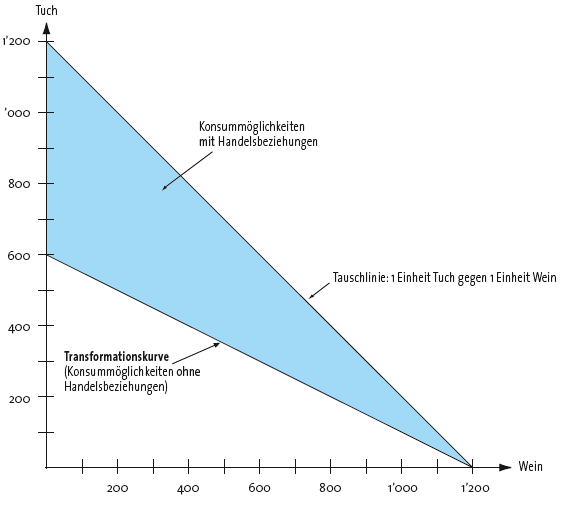 Tuch
1'200
'000
Konsummöglichkeiten
mit Handelsbeziehungen
800
600
Tauschlinie: 1 Einheit Tuch gegen 1 Einheit Wein
400
Transformationskurve
(Konsummöglichkeiten ohne
Handelsbeziehungen)
200
Wein
200 400 600 800 1'000 1'200